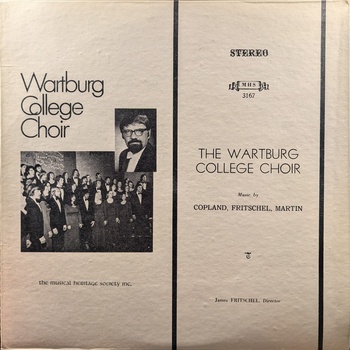 Wartburg
College
Choir
the musical heritage society inc.
STEREO
MHS
3167
THE WARTBURG
COLLEGE CHOIR
Music by
COPLAND, FRITSCHEL, MARTIN
James FRITSCHEL, Director